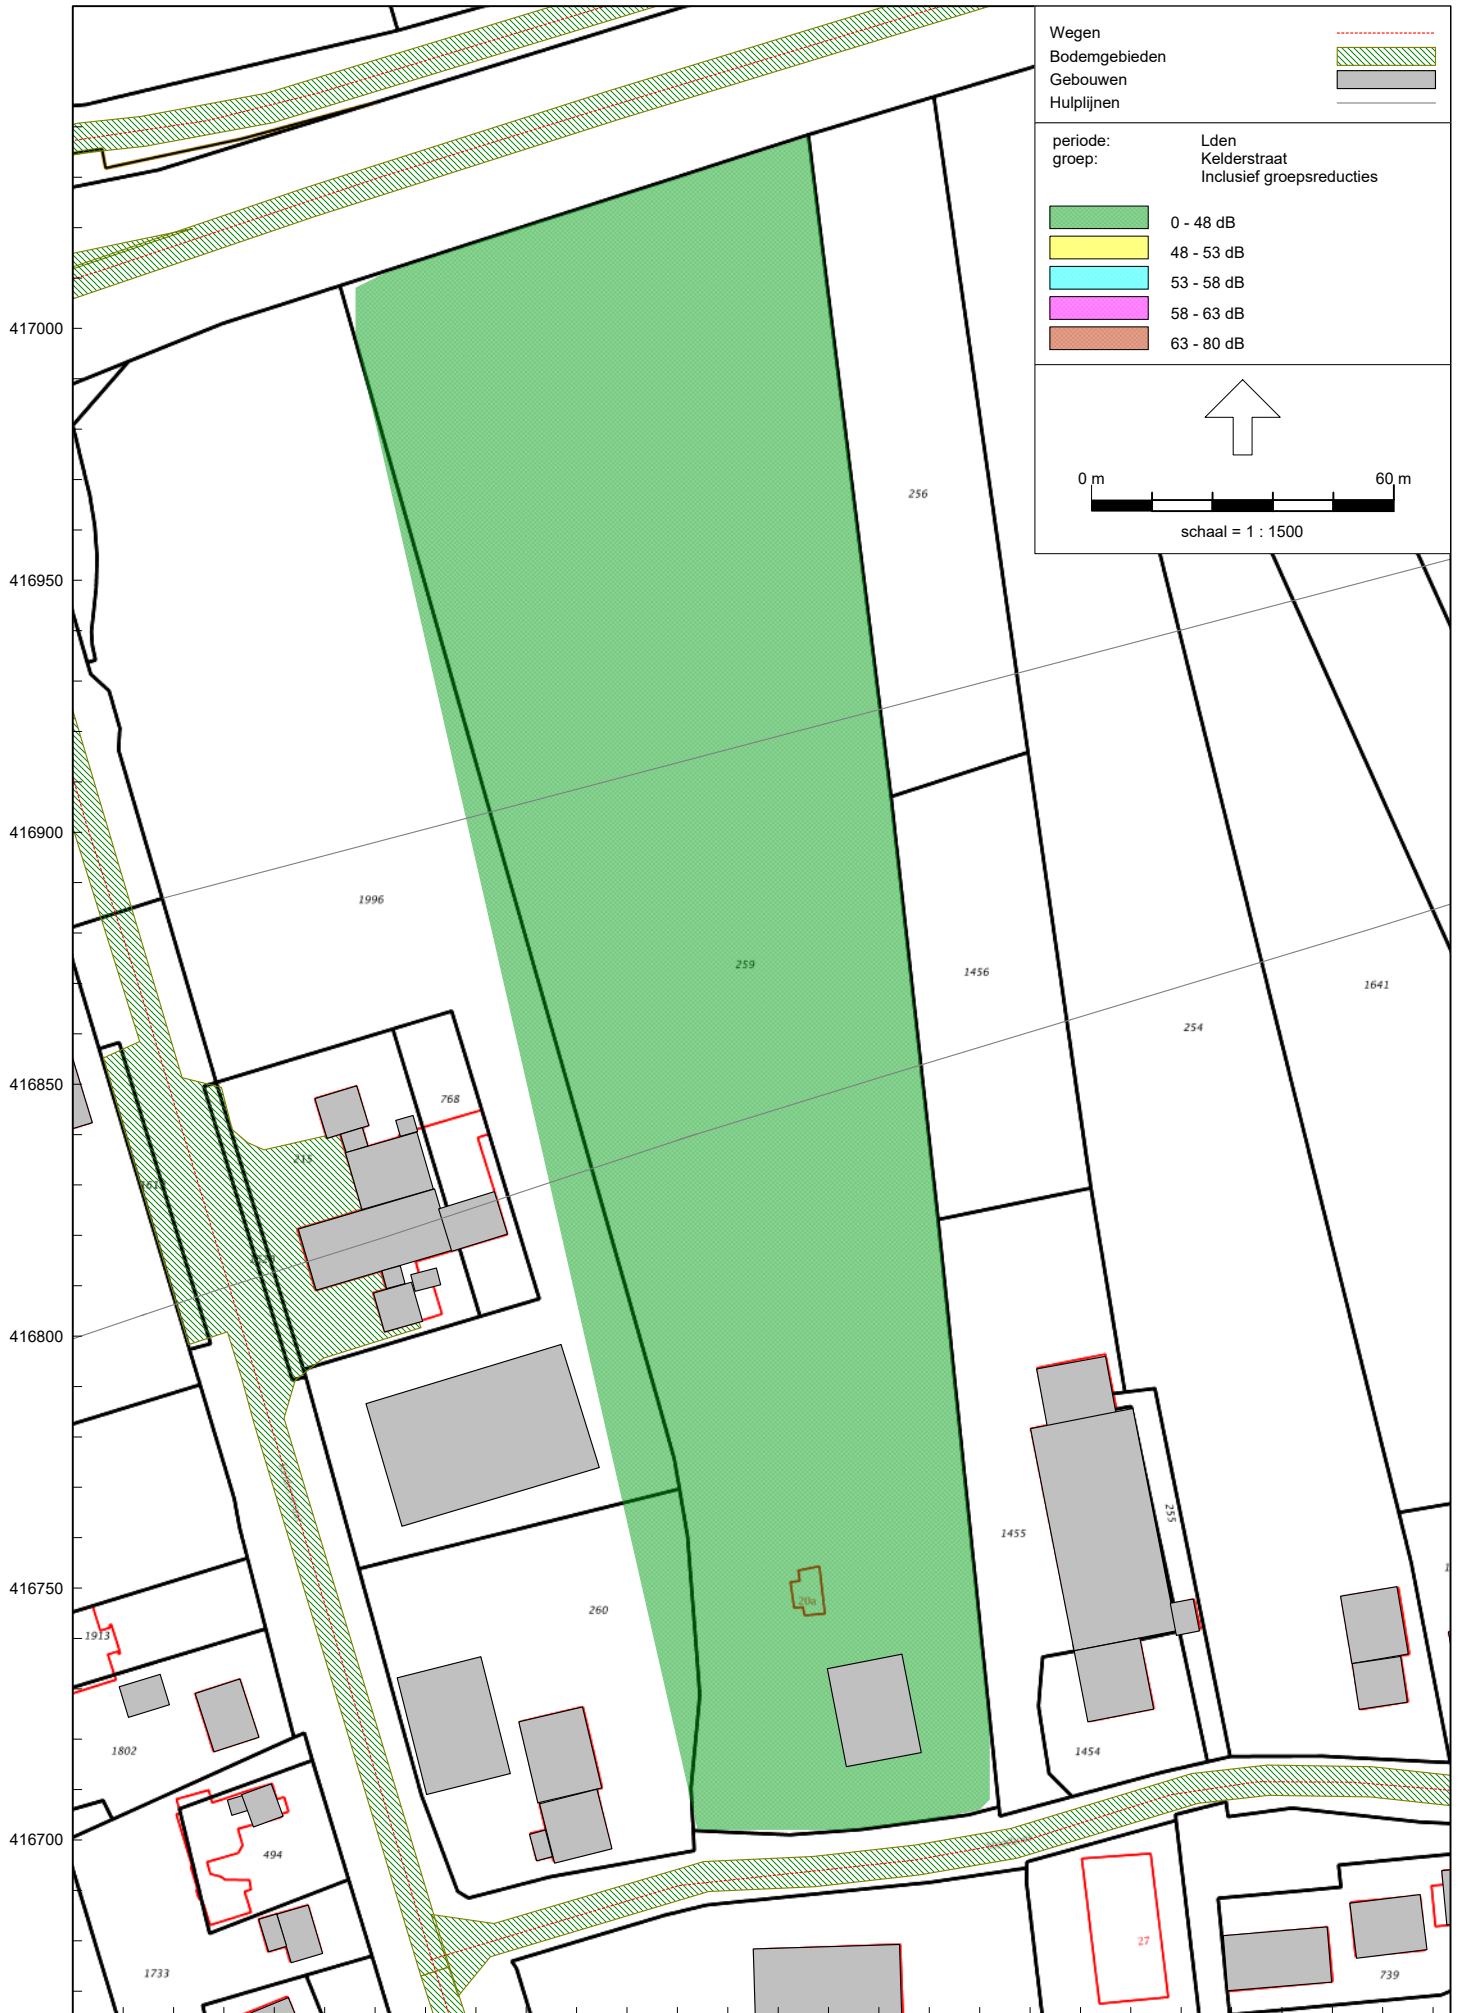 Wegen
Bodemgebieden
Gebouwen
Hulplijnen
periode: Lden
groep: Kelderstraat
Inclusief groepsreducties
0 - 48 dB
48 - 53 dB
53 - 58 dB
58 - 63 dB
63 - 80 dB
0 m 60 m
schaal = 1 : 1500
417000
416950
416900
416850
416800
416750
416700
256
1996
259
1456
1641
254
768
215
1455
255
20a
260
1913
1802
1454
494
27
1733
739